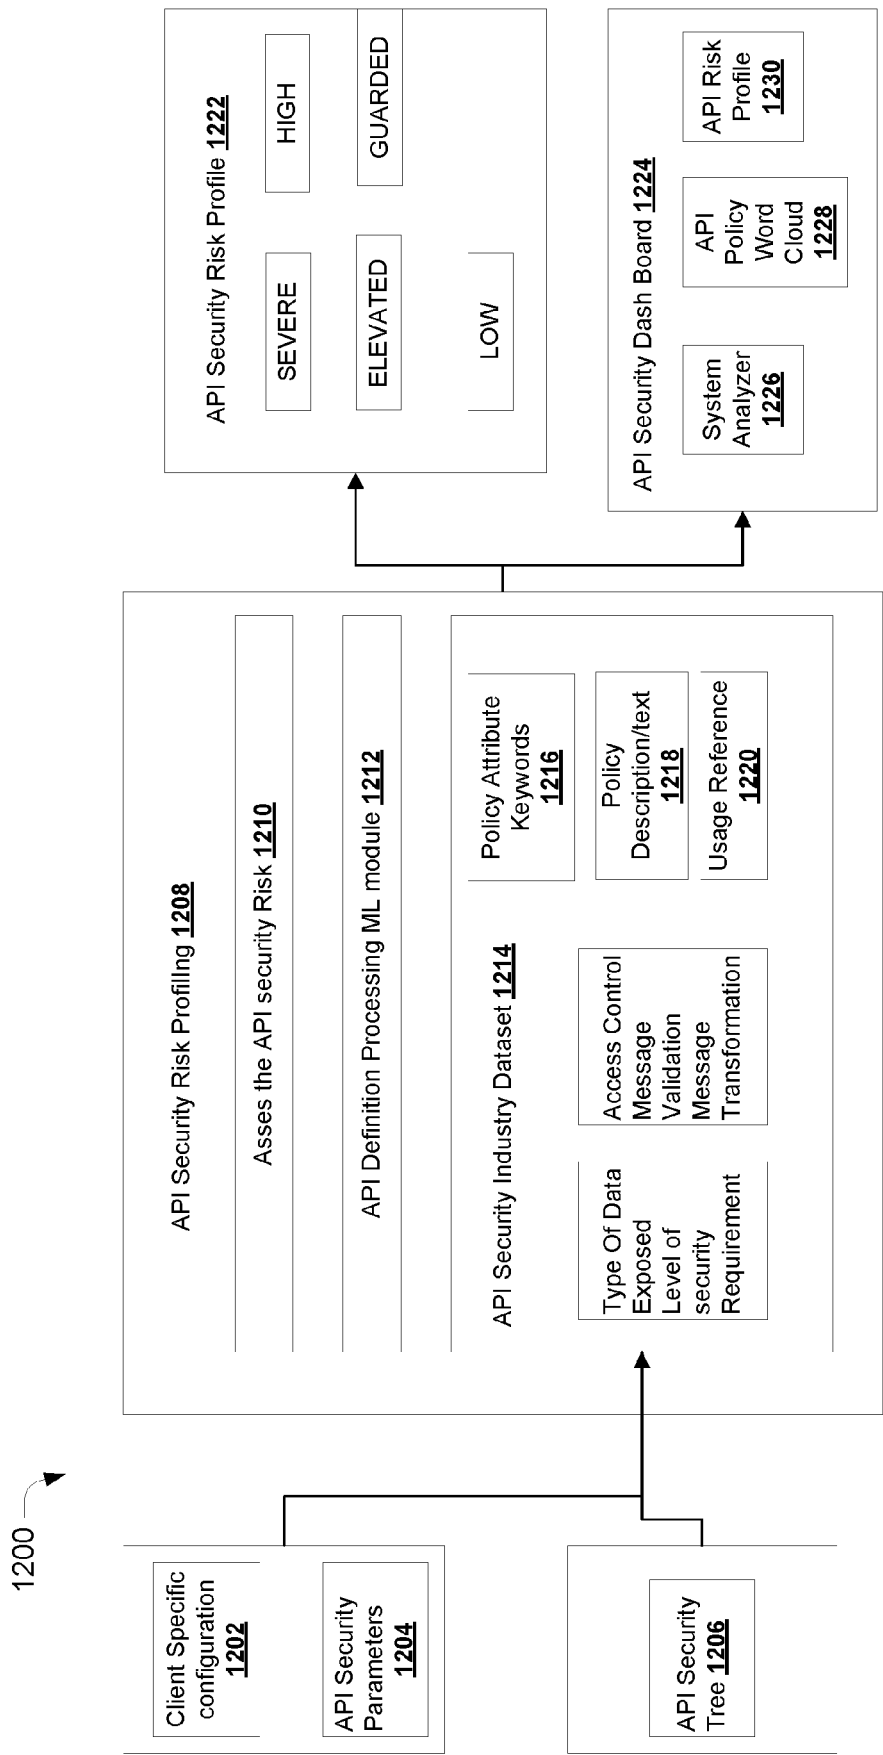 1200
Client Specific
configuration
1202
API Security
Parameters
1204
API Security
Tree 1206
API Security Risk Profiling 1208
Asses the API security Risk 1210
API Definition Processing ML module 1212
API Security Industry Dataset 1214
Type Of Data
Exposed
Level of
security
Requirement
Access Control
Message
Validation
Message
Transformation
Policy Attribute
Keywords
1216
Policy
Description/text
1218
Usage Reference
1220
API Security Risk Profile 1222
SEVERE
HIGH
ELEVATED
GUARDED
LOW
API Security Dash Board 1224
System
Analyzer
1226
API
Policy
Word
Cloud
1228
API Risk
Profile
1230